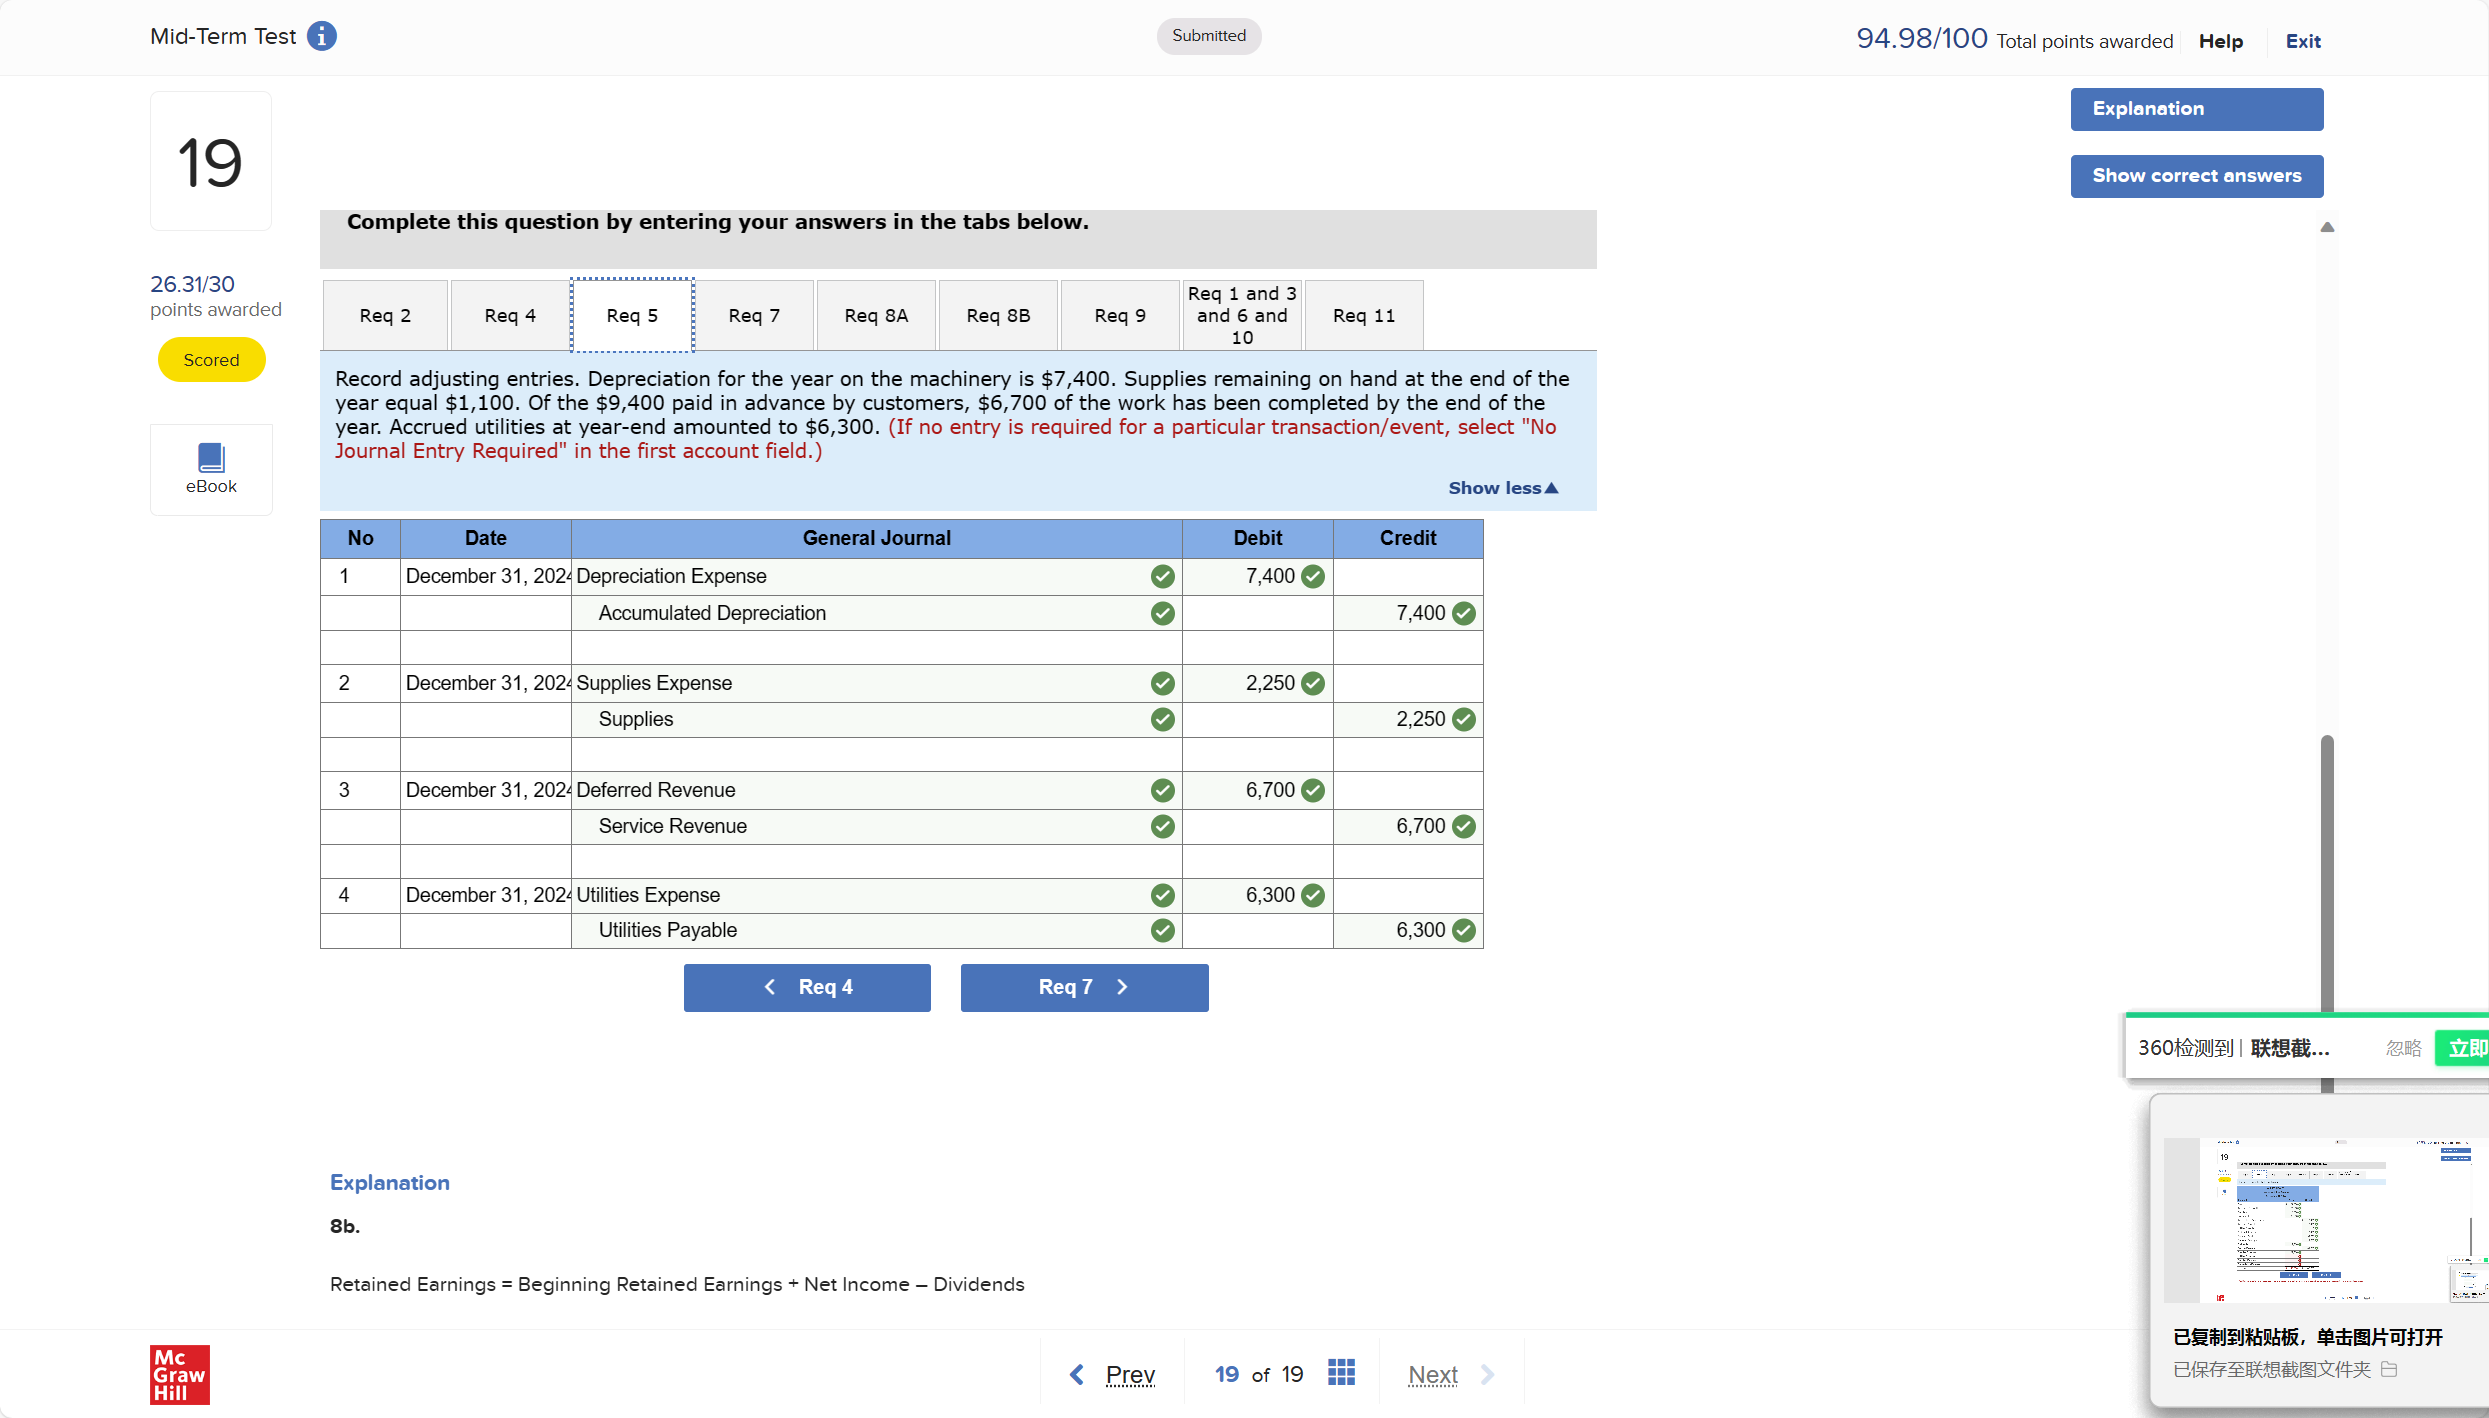 Mid-Term Test
Submitted
94.98/100 Total points awarded
Help
Exit
Explanation
Show correct answers
19
26.31/30
points awarded
Scored
eBook
Complete this question by entering your answers in the tabs below.
Req 2
Req 4
Req 5
Req 7
Req 8A
Req 8B
Req 9
Req 1 and 3
and 6 and
10
Req 11
Record adjusting entries. Depreciation for the year on the machinery is $7,400. Supplies remaining on hand at the end of the
year equal $1,100. Of the $9,400 paid in advance by customers, $6,700 of the work has been completed by the end of the
year. Accrued utilities at year-end amounted to $6,300. (If no entry is required for a particular transaction/event, select "No
Journal Entry Required" in the first account field.)
Show less▲
No Date General Journal Debit Credit
1 December 31, 2024 Depreciation Expense 7,400
Accumulated Depreciation 7,400
2 December 31, 2024 Supplies Expense 2,250
Supplies 2,250
3 December 31, 2024 Deferred Revenue 6,700
Service Revenue 6,700
4 December 31, 2024 Utilities Expense 6,300
Utilities Payable 6,300
< Req 4
Req 7 >
360检测到 | 联想截... 忽略 立即
Explanation
8b.
Retained Earnings = Beginning Retained Earnings + Net Income – Dividends
已复制到粘贴板，单击图片可打开
已保存至联想截图文件夹
Mc
Graw
Hill
Prev
19 of 19
Next